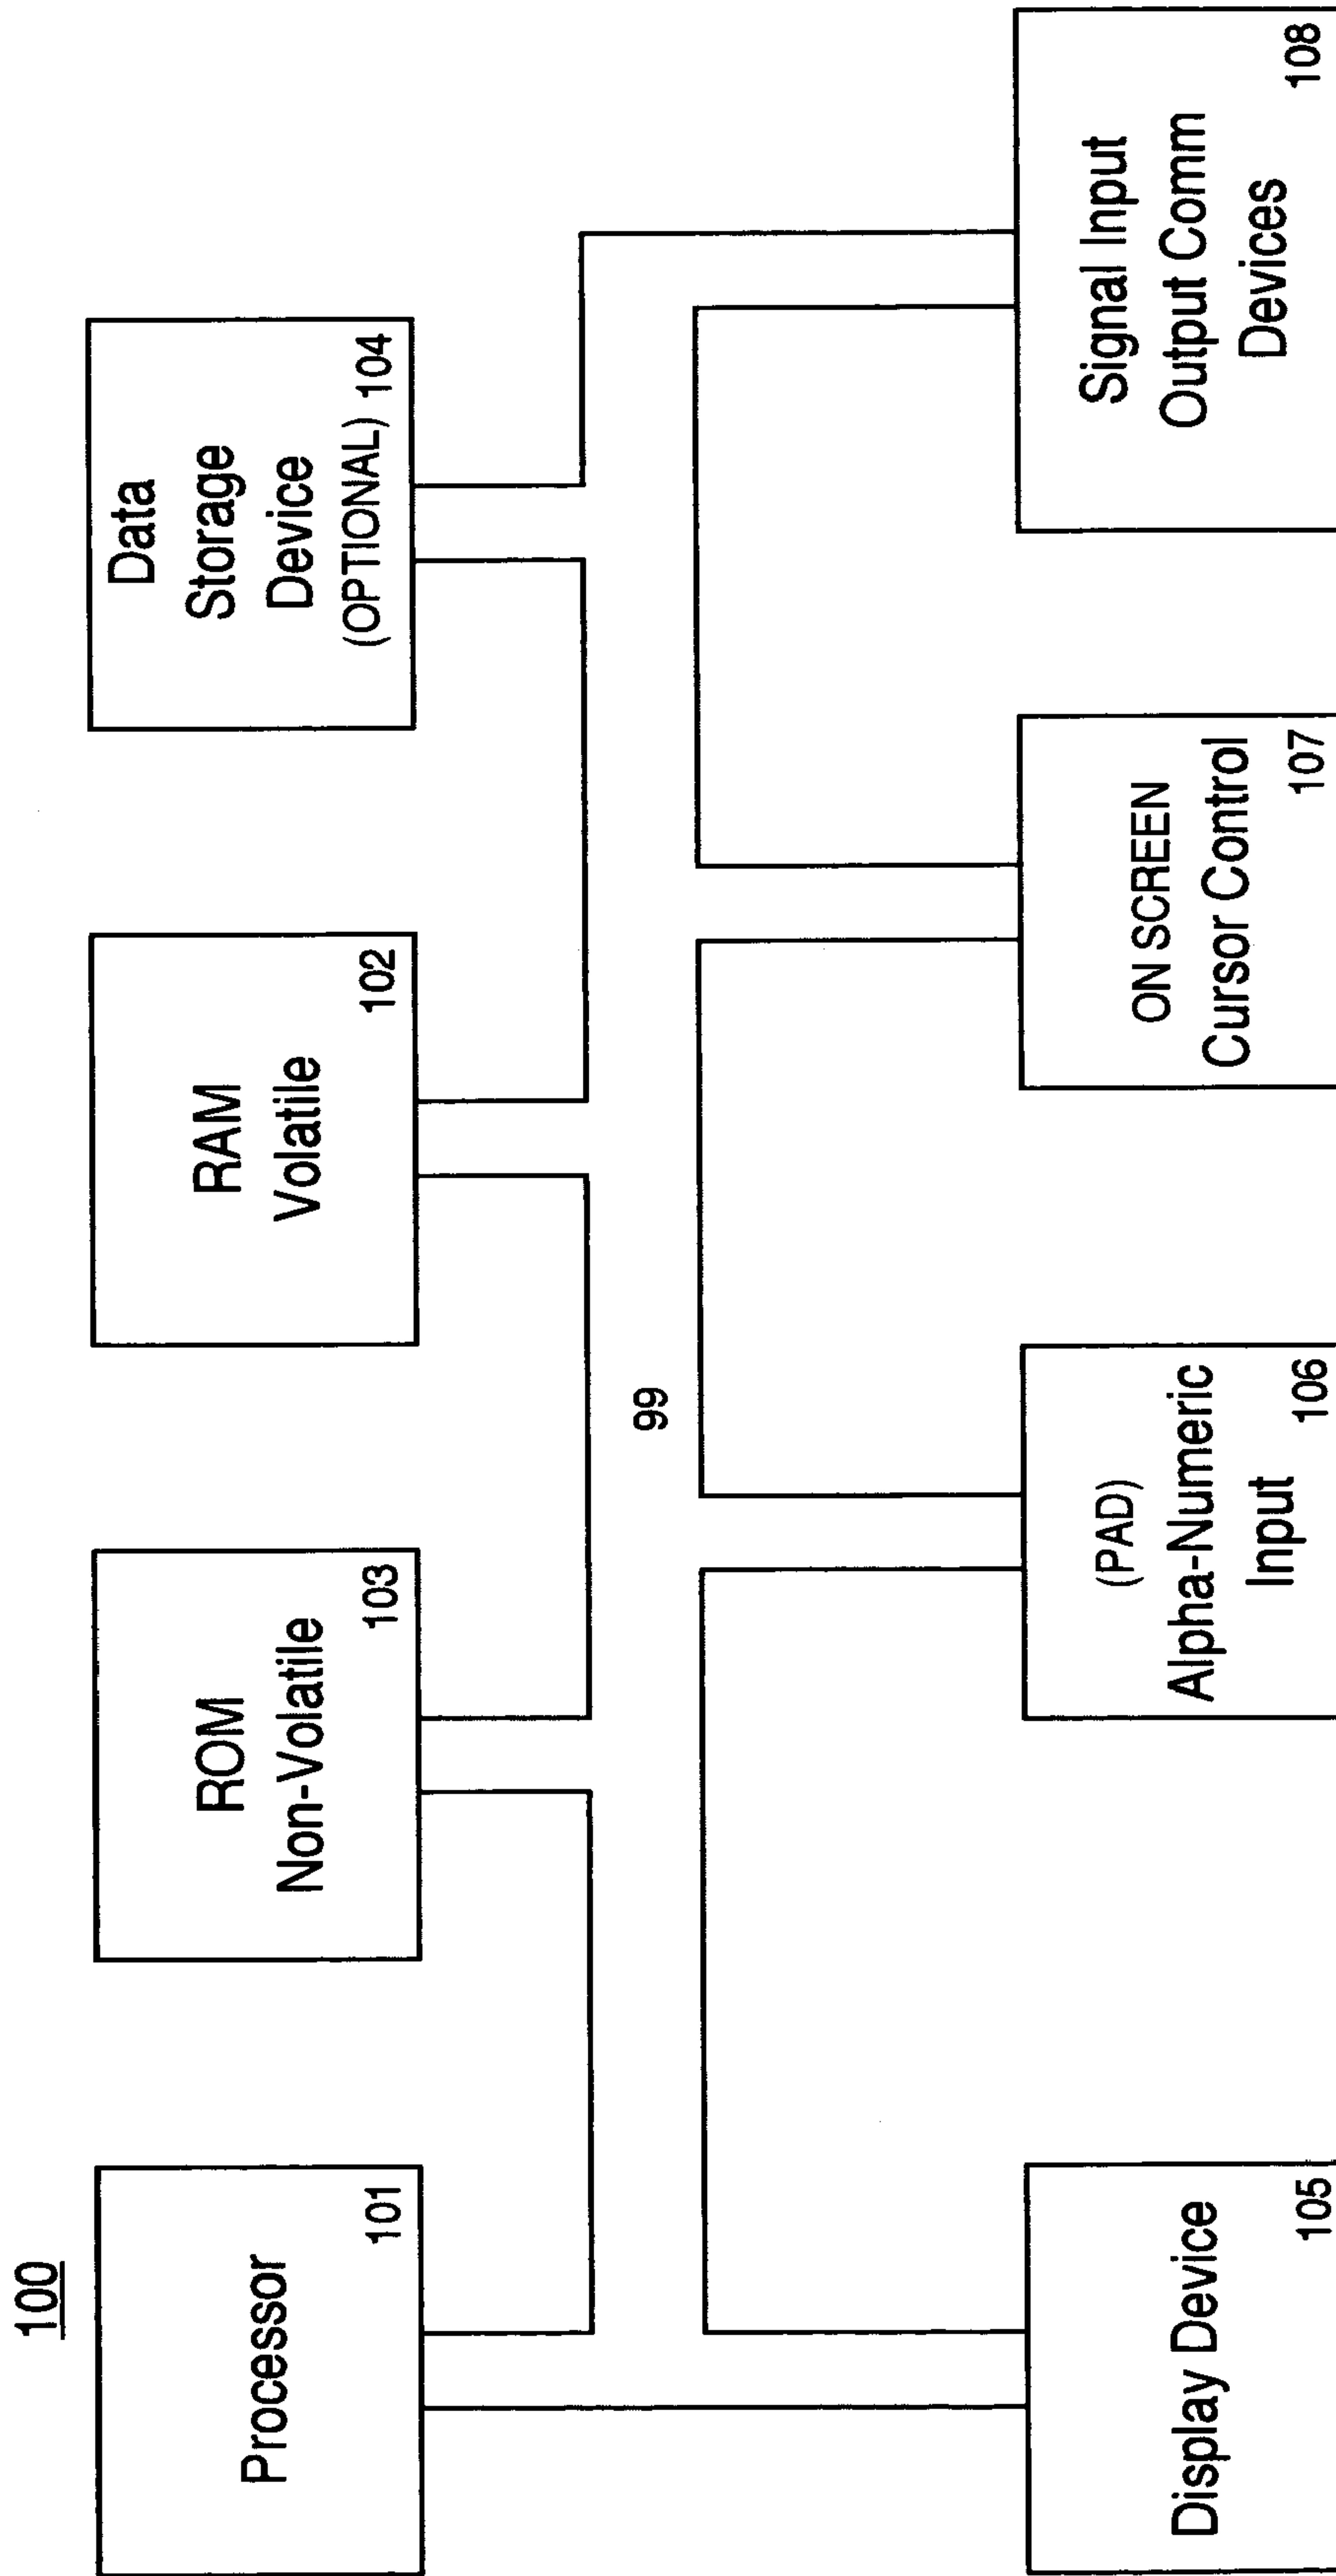 100
Processor
101
ROM
Non-Volatile
103
RAM
Volatile
102
Data
Storage
Device
(OPTIONAL) 104
99
Display Device
105
(PAD)
Alpha-Numeric
Input
106
ON SCREEN
Cursor Control
107
Signal Input
Output Comm
Devices
108